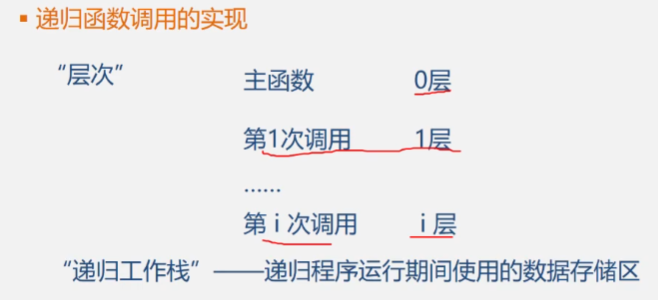 ▪ 递归函数调用的实现
“层次” 主函数 0层
第1次调用 1层
......
第 i 次调用 i 层
“递归工作栈”——递归程序运行期间使用的数据存储区